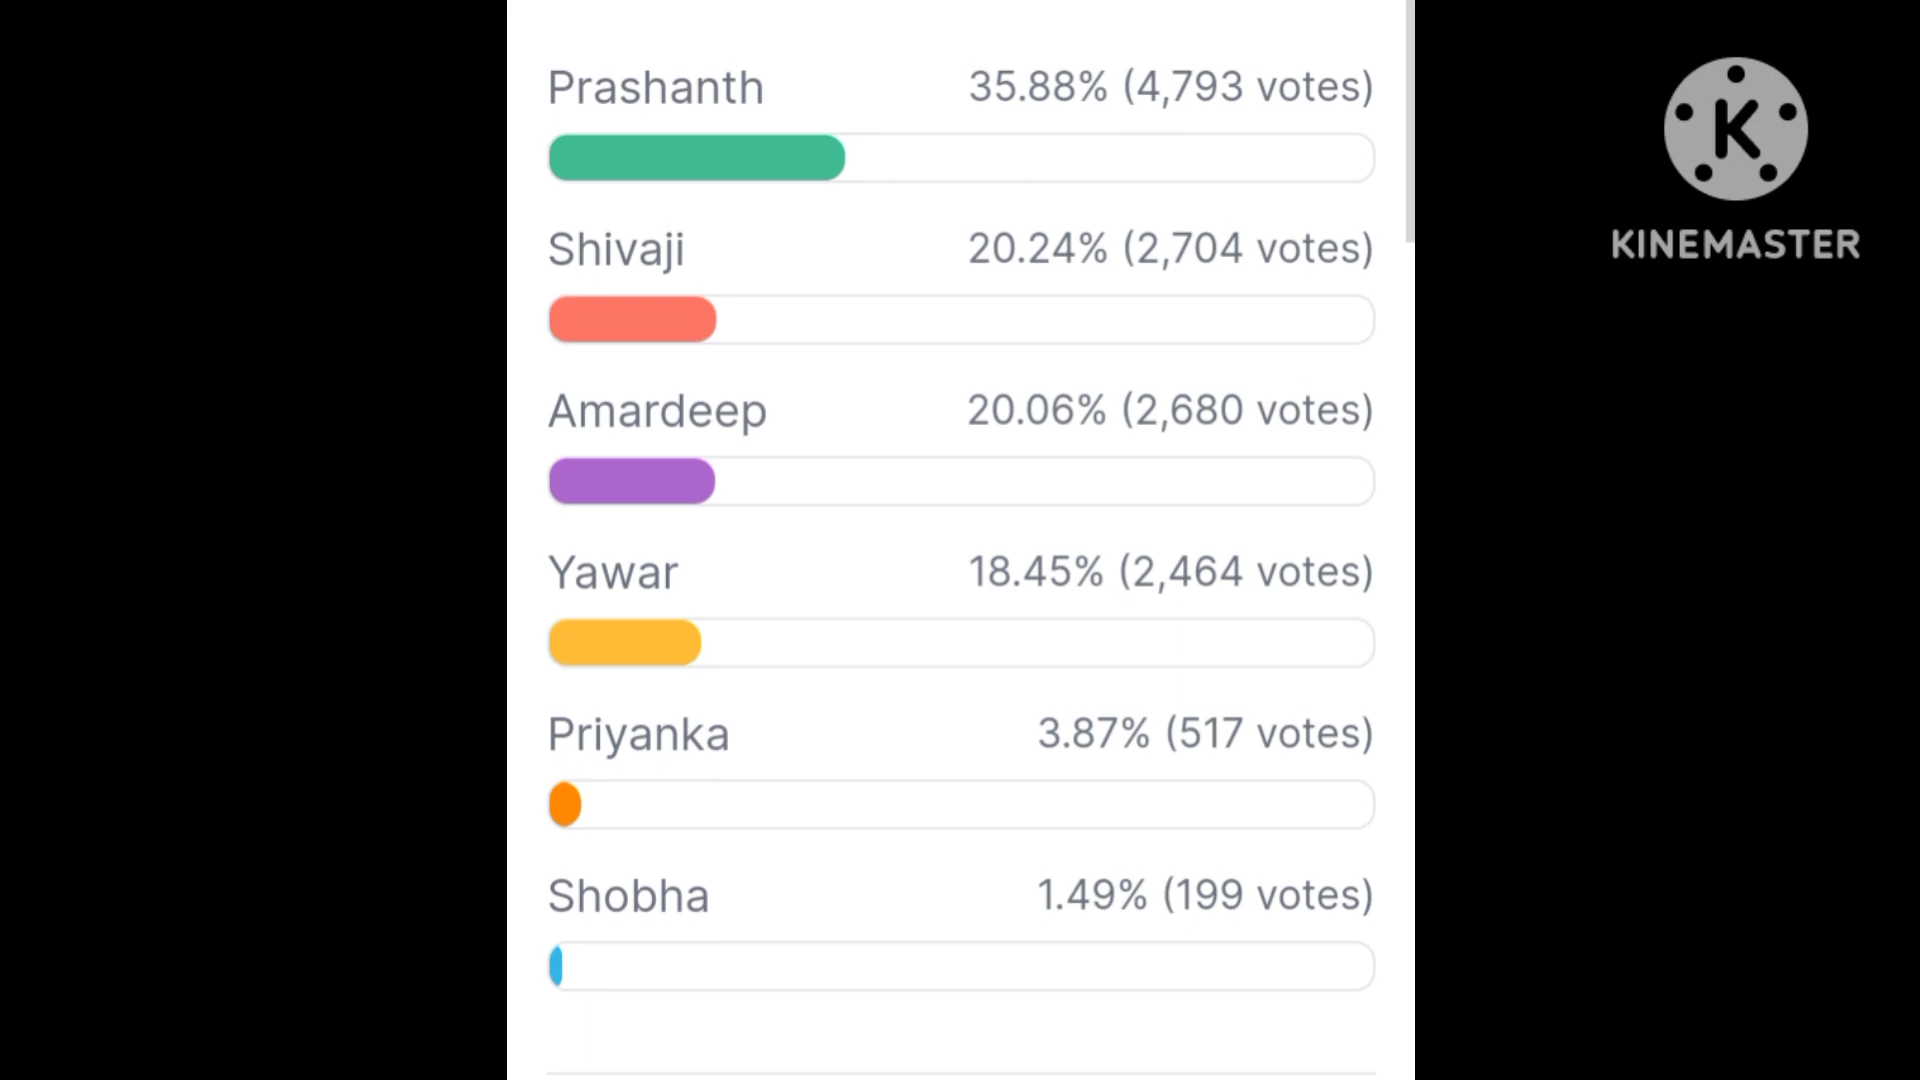 Prashanth 35.88% (4,793 votes)
Shivaji 20.24% (2,704 votes)
Amardeep 20.06% (2,680 votes)
Yawar 18.45% (2,464 votes)
Priyanka 3.87% (517 votes)
Shobha 1.49% (199 votes)
K
KINEMASTER